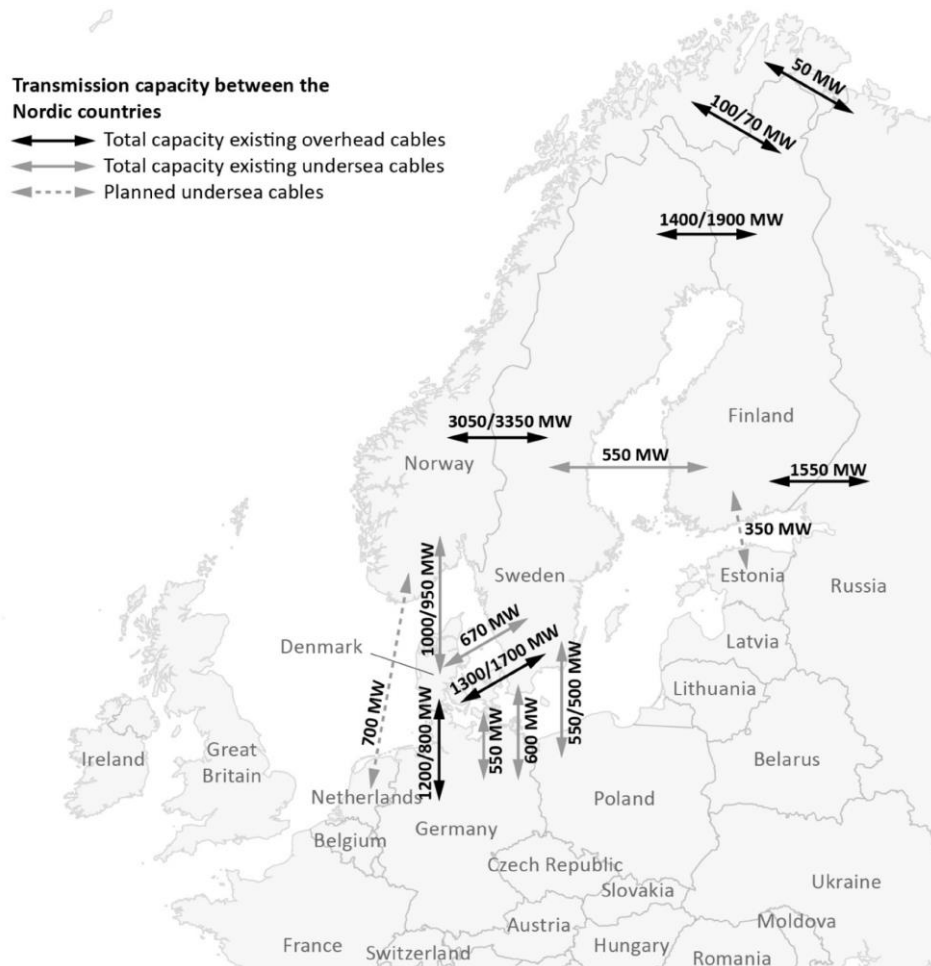 Transmission capacity between the
Nordic countries
Total capacity existing overhead cables
Total capacity existing undersea cables
Planned undersea cables
50 MW
100/70 MW
1400/1900 MW
3050/3350 MW
Finland
Norway
550 MW
1550 MW
350 MW
1000/950 MW
Sweden
Estonia
Russia
670 MW
Denmark
Latvia
1300/1700 MW
Lithuania
700 MW
1200/800 MW
550 MW
600 MW
550/500 MW
Ireland
Great
Britain
Belarus
Netherlands
Poland
Germany
Belgium
Czech Republic
Slovakia
Ukraine
Austria
Moldova
France
Switzerland
Hungary
Romania